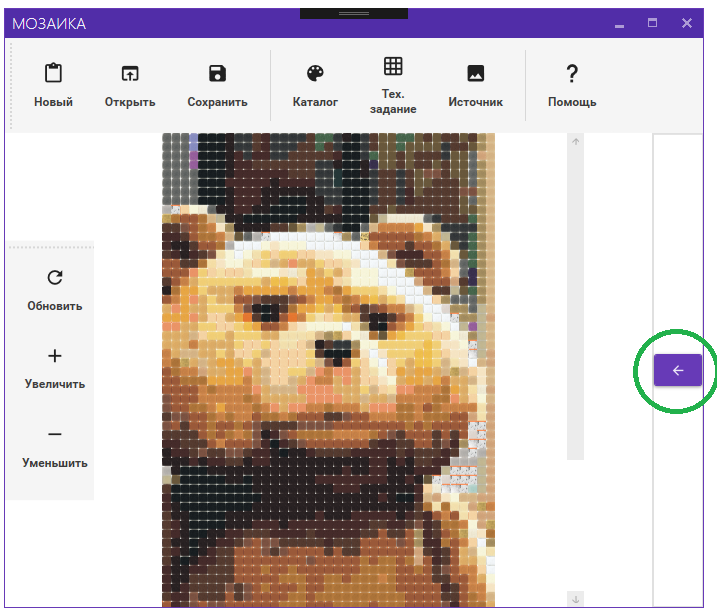 МОЗАИКА
Новый
Открыть
Сохранить
Каталог
Тех.
задание
Источник
Помощь
Обновить
Увеличить
Уменьшить